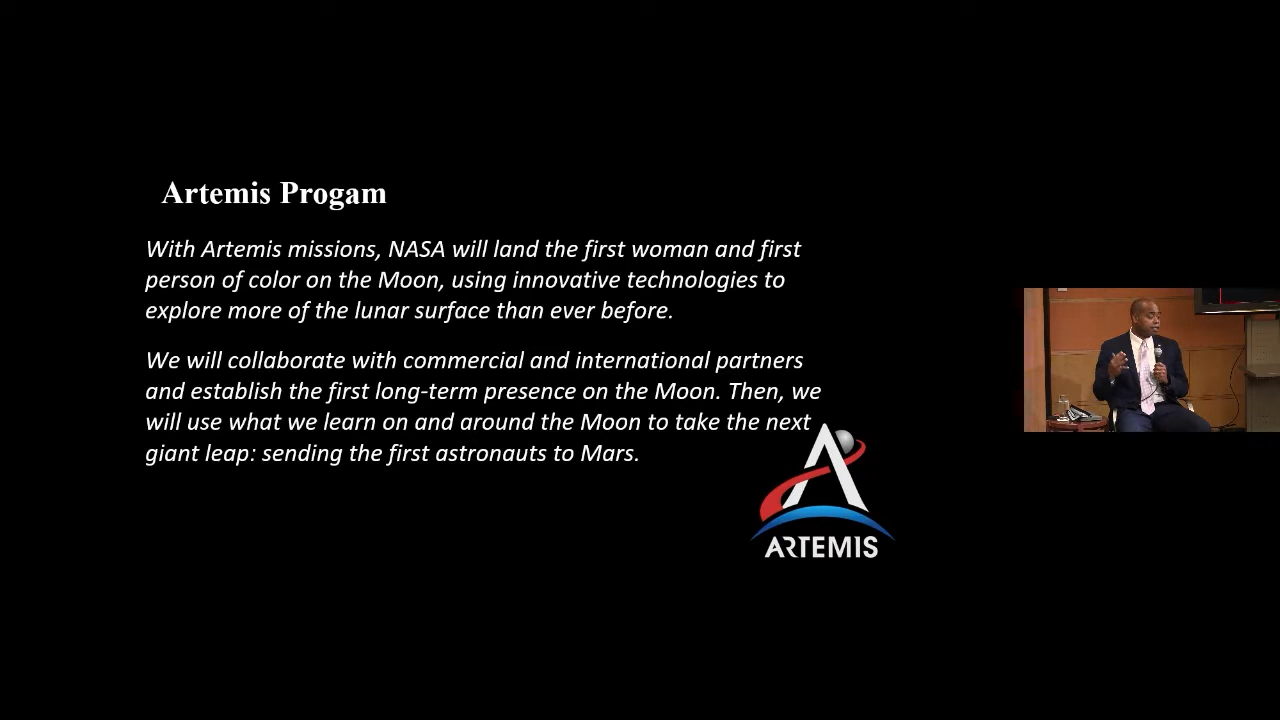 Artemis Progam
With Artemis missions, NASA will land the first woman and first
person of color on the Moon, using innovative technologies to
explore more of the lunar surface than ever before.
We will collaborate with commercial and international partners
and establish the first long-term presence on the Moon. Then, we
will use what we learn on and around the Moon to take the next
giant leap: sending the first astronauts to Mars.
ARTEMIS